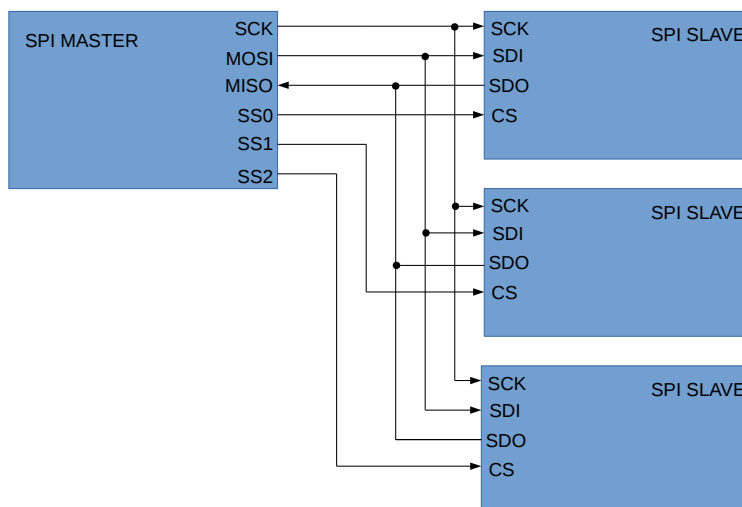 SPI MASTER
SCK
MOSI
MISO
SS0
SS1
SS2
SPI SLAVE
SCK
SDI
SDO
CS
SPI SLAVE
SCK
SDI
SDO
CS
SPI SLAVE
SCK
SDI
SDO
CS